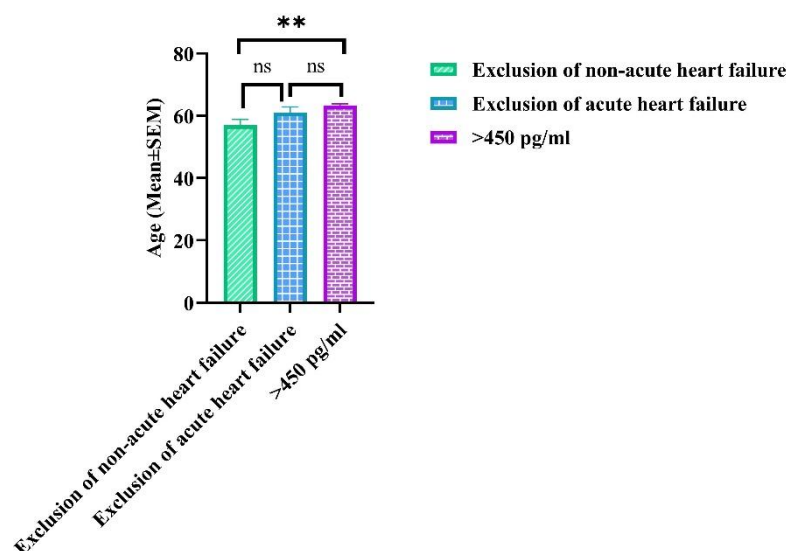 **
ns
ns
Age (Mean±SEM)
80
60
40
20
0
Exclusion of non-acute heart failure
Exclusion of acute heart failure
>450 pg/ml
Exclusion of non-acute heart failure
Exclusion of acute heart failure
>450 pg/ml